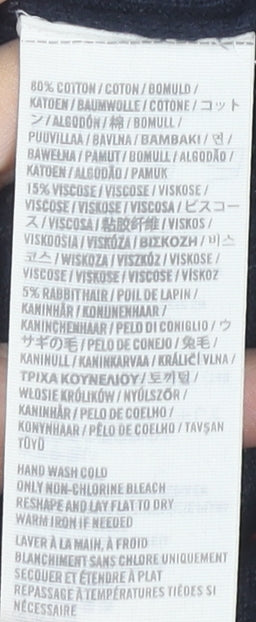 80% COTTON / COTON / BOMULD /
KATOEN / BAUMWOLLE / COTONE / コット
ン / ALGODÓN / 棉 / BOMULL /
PUUVILLAA / BAVLNA / BAMBAKI / 면 /
BAWEŁNA / PAMUT / BOMULL / ALGODÃO /
KATOEN / ALGODÃO / PAMUK
15% VISCOSE / VISCOSE / VISKOSE /
VISCOSE / VISKOSE / VISCOSA / ビスコー
ス / VISCOSA / 黏胶纤维 / VISKOS /
VISKOOSIA / VISKÓZA / ΒΙΣΚΟΖΗ / 비스
코스 / WISKOZA / VISZKÓZ / VISKOSE /
VISCOSE / VISKOSE / VISCOSE / VİSKOZ
5% RABBIT HAIR / POIL DE LAPIN /
KANINHÅR / KONIJNENHAAR /
KANINCHENHAAR / PELO DI CONIGLIO / ウ
サギの毛 / PELO DE CONEJO / 兔毛 /
KANINULL / KANINKARVAA / KRÁLIČÍ VLNA /
ΤΡΙΧΑ ΚΟΥΝΕΛΙΟΥ / 토끼털 /
WŁOSIE KRÓLIKÓW / NYÚLSZŐR /
KANINHÅR / PELO DE COELHO /
KONIJNHAAR / PÊLO DE COELHO / TAVŞAN
TÜYÜ
HAND WASH COLD
ONLY NON-CHLORINE BLEACH
RESHAPE AND LAY FLAT TO DRY
WARM IRON IF NEEDED
LAVER À LA MAIN, À FROID
BLANCHIMENT SANS CHLORE UNIQUEMENT
SECOUER ET ÉTENDRE À PLAT
REPASSAGE À TEMPÉRATURES TIÈDES SI
NÉCESSAIRE